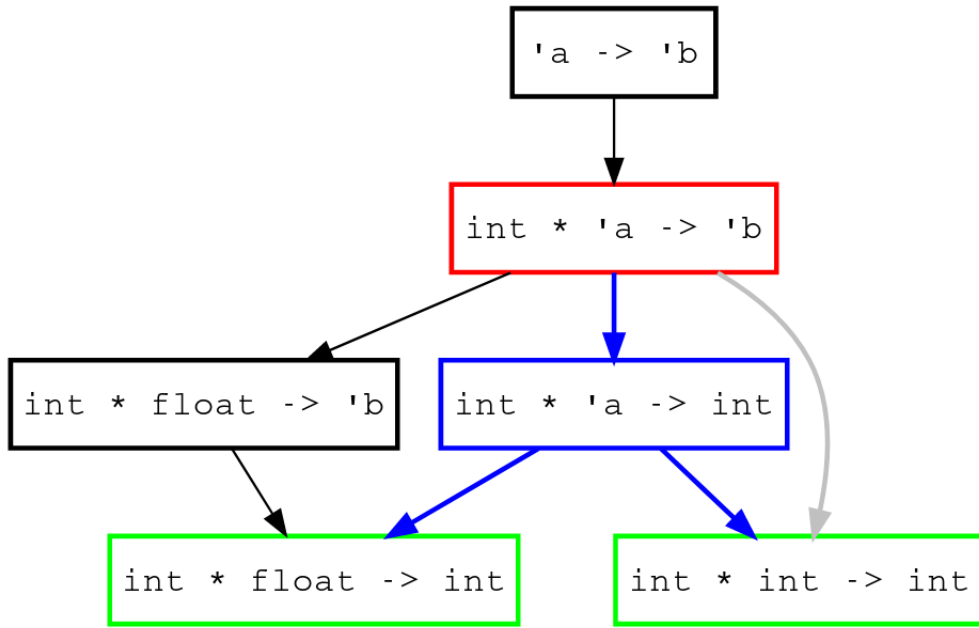 'a -> 'b
int * 'a -> 'b
int * float -> 'b
int * 'a -> int
int * float -> int
int * int -> int